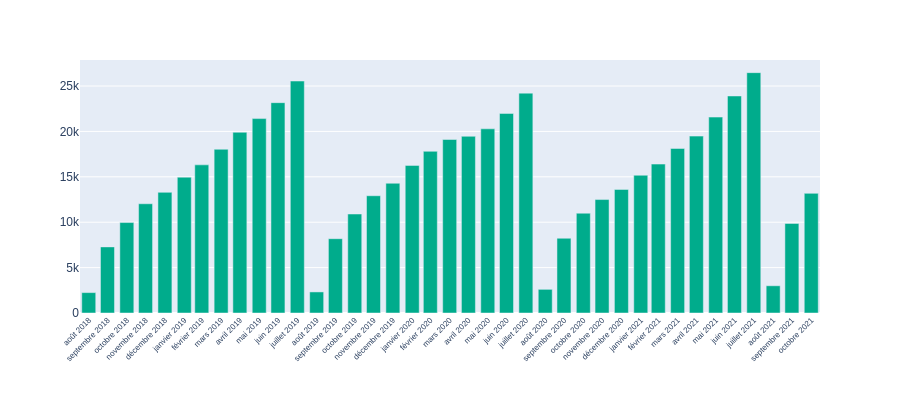 25k
20k
15k
10k
5k
0
août 2018
septembre 2018
octobre 2018
novembre 2018
décembre 2018
janvier 2019
février 2019
mars 2019
avril 2019
mai 2019
juin 2019
juillet 2019
août 2019
septembre 2019
octobre 2019
novembre 2019
décembre 2019
janvier 2020
février 2020
mars 2020
avril 2020
mai 2020
juin 2020
juillet 2020
août 2020
septembre 2020
octobre 2020
novembre 2020
décembre 2020
janvier 2021
février 2021
mars 2021
avril 2021
mai 2021
juin 2021
juillet 2021
août 2021
septembre 2021
octobre 2021